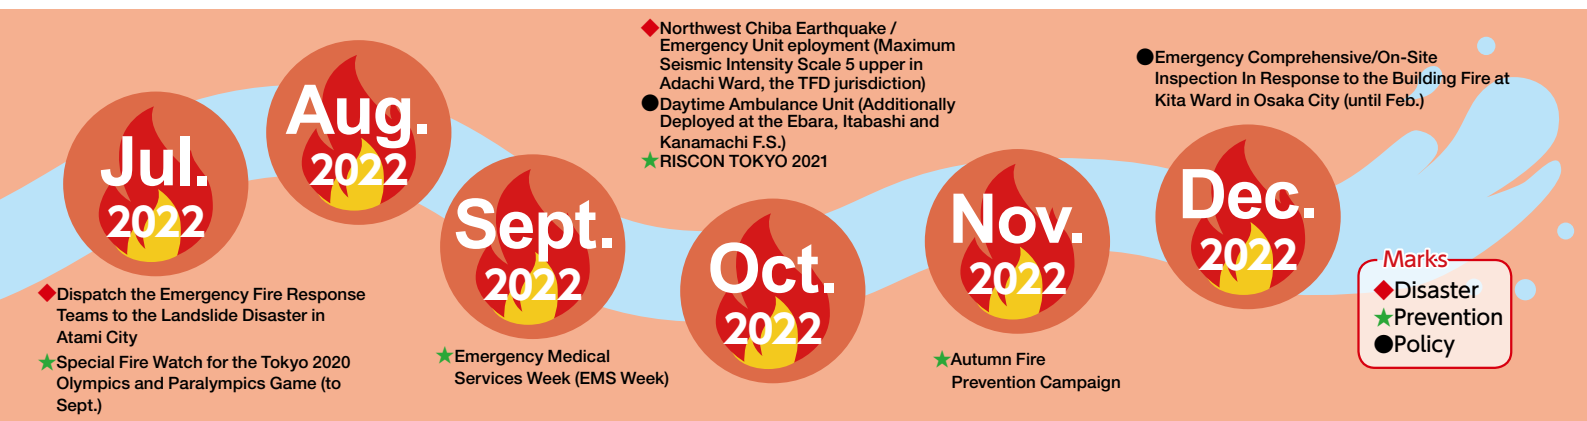 Jul.
2022
◆Dispatch the Emergency Fire Response
Teams to the Landslide Disaster in
Atami City
★Special Fire Watch for the Tokyo 2020
Olympics and Paralympics Game (to
Sept.)
Aug.
2022
Sept.
2022
★Emergency Medical
Services Week (EMS Week)
◆Northwest Chiba Earthquake /
Emergency Unit eployment (Maximum
Seismic Intensity Scale 5 upper in
Adachi Ward, the TFD jurisdiction)
●Daytime Ambulance Unit (Additionally
Deployed at the Ebara, Itabashi and
Kanamachi F.S.)
★RISCON TOKYO 2021
Oct.
2022
Nov.
2022
★Autumn Fire
Prevention Campaign
●Emergency Comprehensive/On-Site
Inspection In Response to the Building Fire at
Kita Ward in Osaka City (until Feb.)
Dec.
2022
Marks
◆Disaster
★Prevention
●Policy